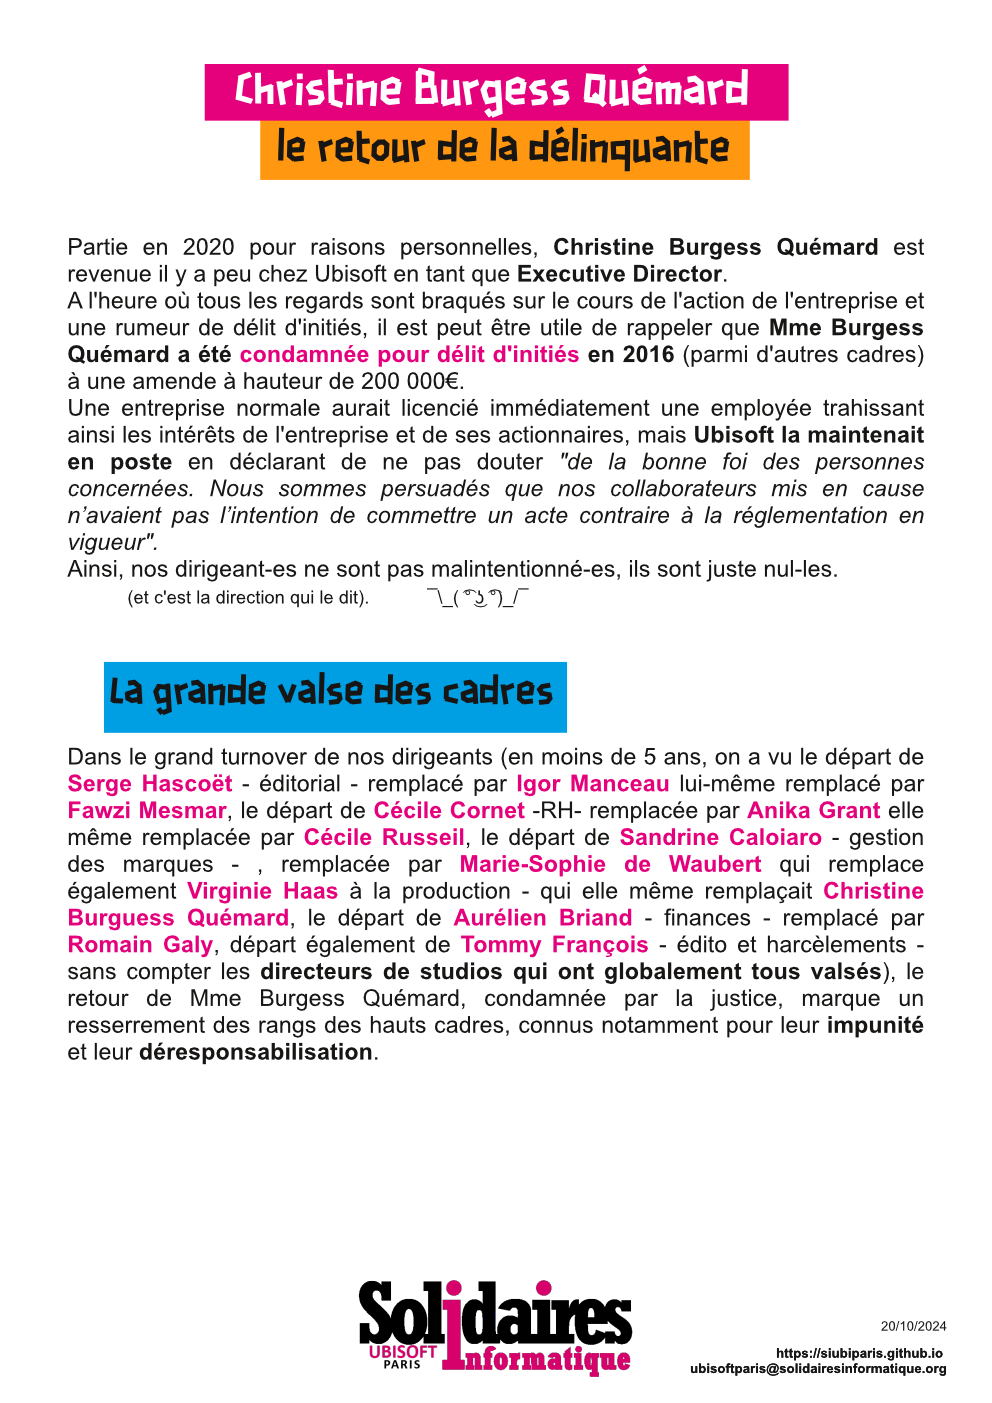 Christine Burgess Quémard
le retour de la délinquante
Partie en 2020 pour raisons personnelles, Christine Burgess Quémard est
revenue il y a peu chez Ubisoft en tant que Executive Director.
A l'heure où tous les regards sont braqués sur le cours de l'action de l'entreprise et
une rumeur de délit d'initiés, il est peut être utile de rappeler que Mme Burgess
Quémard a été condamnée pour délit d'initiés en 2016 (parmi d'autres cadres)
à une amende à hauteur de 200 000€.
Une entreprise normale aurait licencié immédiatement une employée trahissant
ainsi les intérêts de l'entreprise et de ses actionnaires, mais Ubisoft la maintenait
en poste en déclarant de ne pas douter "de la bonne foi des personnes
concernées. Nous sommes persuadés que nos collaborateurs mis en cause
n’avaient pas l’intention de commettre un acte contraire à la réglementation en
vigueur".
Ainsi, nos dirigeant-es ne sont pas malintentionné-es, ils sont juste nul-les.
(et c'est la direction qui le dit). ¯\_( ͡° ͜ʖ ͡°)_/¯
La grande valse des cadres
Dans le grand turnover de nos dirigeants (en moins de 5 ans, on a vu le départ de
Serge Hascoët - éditorial - remplacé par Igor Manceau lui-même remplacé par
Fawzi Mesmar, le départ de Cécile Cornet -RH- remplacée par Anika Grant elle
même remplacée par Cécile Russeil, le départ de Sandrine Caloiaro - gestion
des marques - , remplacée par Marie-Sophie de Waubert qui remplace
également Virginie Haas à la production - qui elle même remplaçait Christine
Burguess Quémard, le départ de Aurélien Briand - finances - remplacé par
Romain Galy, départ également de Tommy François - édito et harcèlements -
sans compter les directeurs de studios qui ont globalement tous valsés), le
retour de Mme Burgess Quémard, condamnée par la justice, marque un
resserrement des rangs des hauts cadres, connus notamment pour leur impunité
et leur déresponsabilisation.
Solidaires
Informatique
UBISOFT
PARIS
20/10/2024
https://siubiparis.github.io
ubisoftparis@solidairesinformatique.org